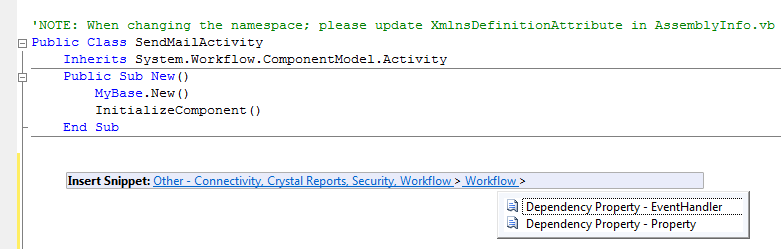 'NOTE: When changing the namespace; please update XmlnsDefinitionAttribute in AssemblyInfo.vb
Public Class SendMailActivity
Inherits System.Workflow.ComponentModel.Activity
Public Sub New()
MyBase.New()
InitializeComponent()
End Sub
Insert Snippet: Other - Connectivity, Crystal Reports, Security, Workflow > Workflow >
Dependency Property - EventHandler
Dependency Property - Property